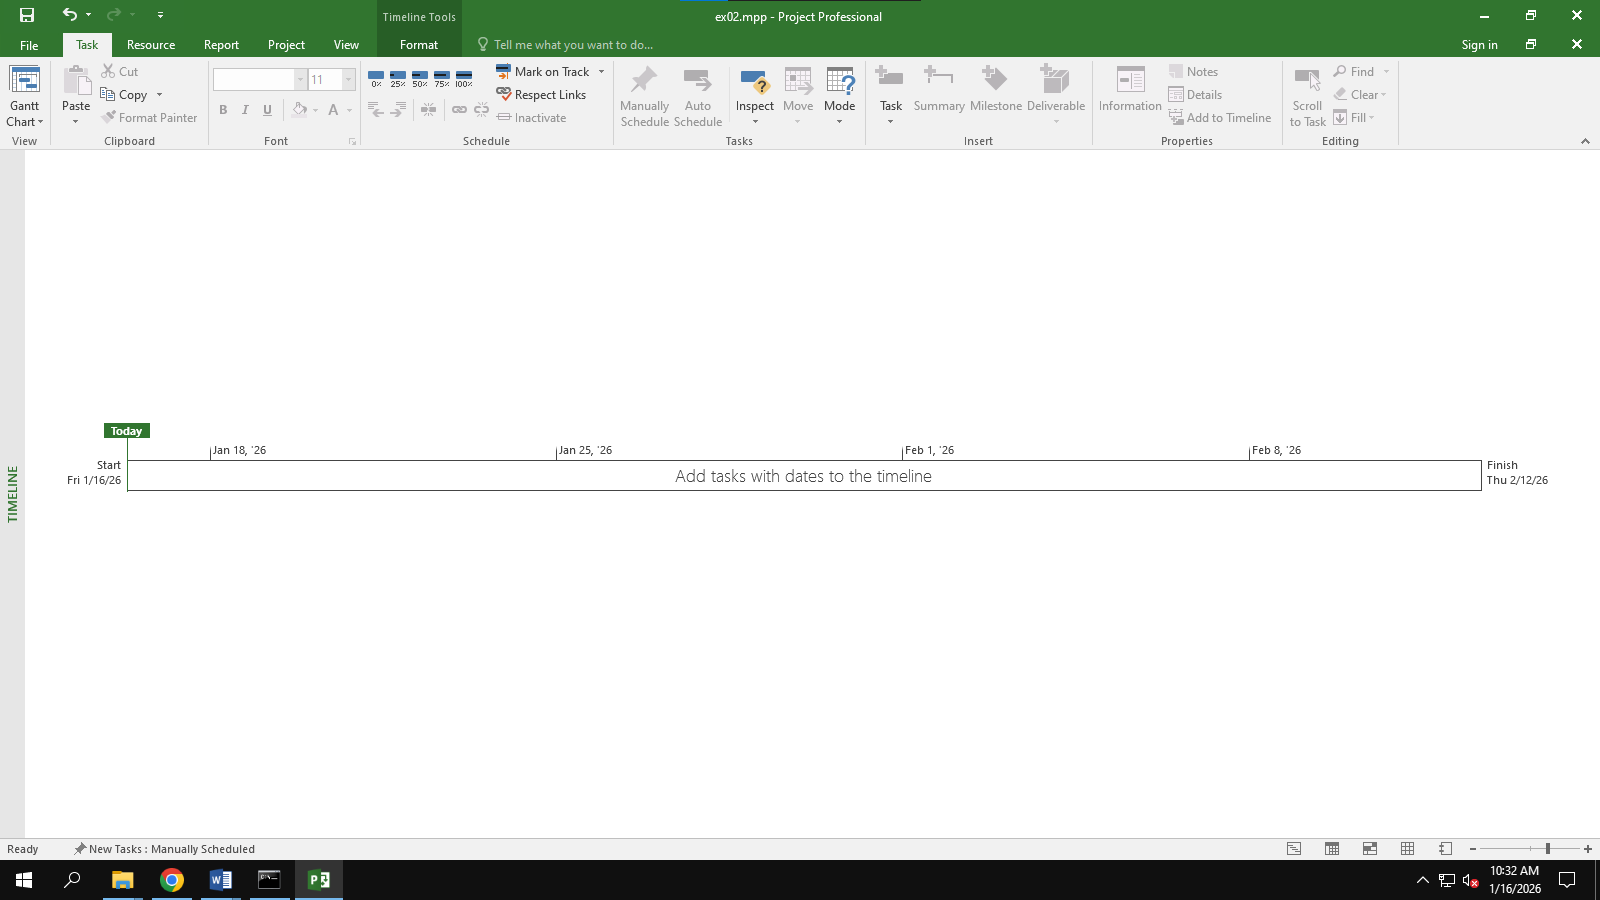 Timeline Tools
ex02.mpp - Project Professional
File
Task
Resource
Report
Project
View
Format
Tell me what you want to do...
Sign in
Gantt
Chart
View
Paste
Cut
Copy
Format Painter
Clipboard
11
B I U A
Font
0% 25% 50% 75% 100%
Mark on Track
Respect Links
Inactivate
Schedule
Manually
Schedule
Auto
Schedule
Inspect
Move
Mode
Tasks
Task
Summary
Milestone
Deliverable
Insert
Information
Notes
Details
Add to Timeline
Properties
Scroll
to Task
Find
Clear
Fill
Editing
TIMELINE
Today
Jan 18, '26
Jan 25, '26
Feb 1, '26
Feb 8, '26
Start
Fri 1/16/26
Add tasks with dates to the timeline
Finish
Thu 2/12/26
Ready
New Tasks : Manually Scheduled
10:32 AM
1/16/2026